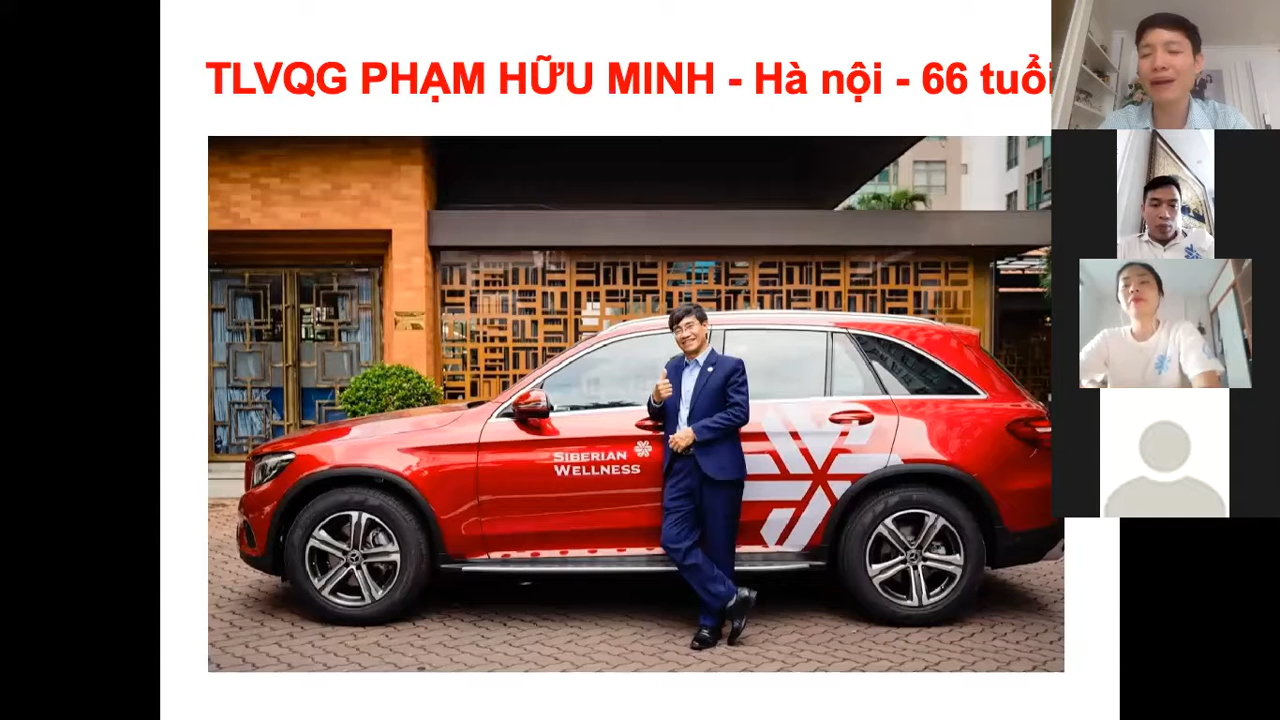 TLVQG PHẠM HỮU MINH - Hà nội - 66 tuổi
SIBERIAN
WELLNESS